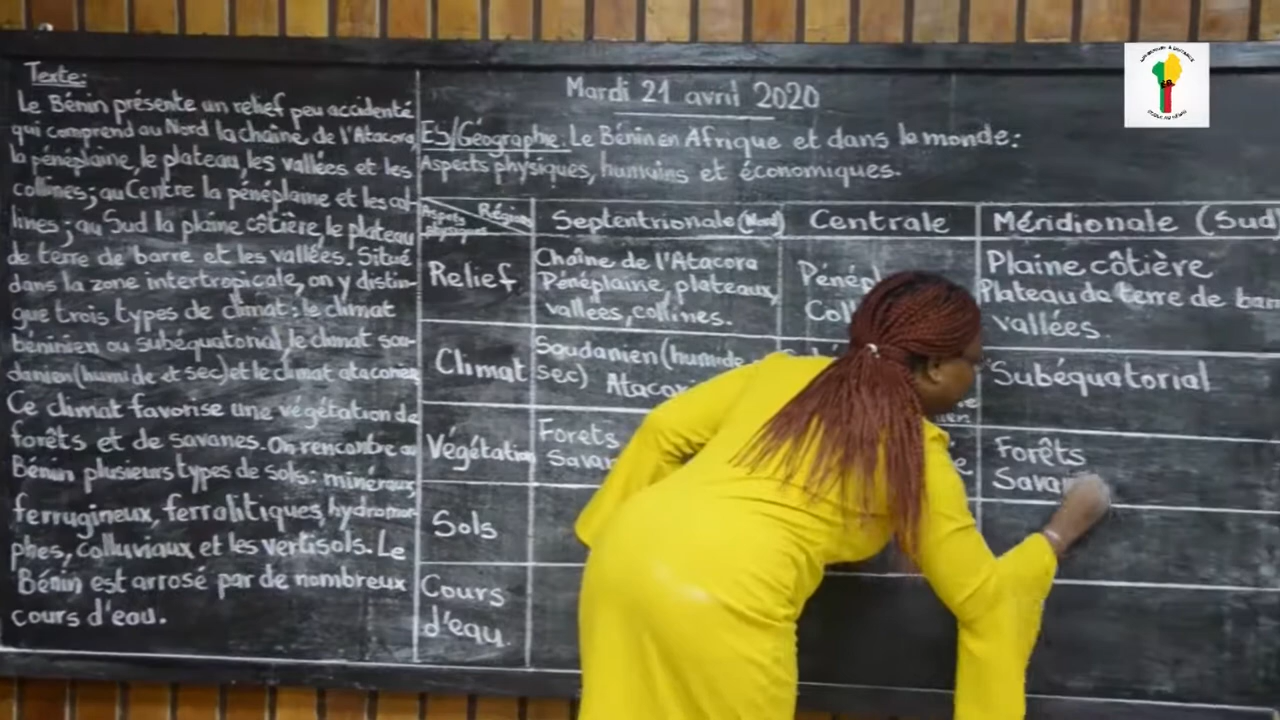 Texte:
Le Bénin présente un relief peu accidenté
qui comprend au Nord la chaîne de l'Atacora,
la pénéplaine, le plateau, les vallées et les
collines; au Centre la pénéplaine et les col-
lines; au Sud la plaine côtière, le plateau
de terre de barre et les vallées. Situé
dans la zone intertropicale, on y distin-
gue trois types de climat: le climat
béninien ou subéquatorial, le climat sou-
danien (humide et sec) et le climat atacorien
Ce climat favorise une végétation de
forêts et de savanes. On rencontre au
Bénin plusieurs types de sols: minéraux,
ferrugineux, ferralitiques, hydromor-
phes, colluviaux et les vertisols. Le
Bénin est arrosé par de nombreux
cours d'eau.
Mardi 21 avril 2020
ES/Géographie. Le Bénin en Afrique et dans le monde:
Aspects physiques, humains et économiques.
Régions
Aspects physiques
Septentrionale (Nord)
Centrale
Méridionale (Sud
Relief
Chaîne de l'Atacora
Pénéplaine, plateaux,
vallées, collines.
Pénép
Coll
Plaine côtière
Plateau de terre de bar
vallées
Climat
Soudanien (humide
sec) Ataco
Subéquatorial
Végétation
Forets
Savan
Forêts
Savan
Sols
Cours
d'eau